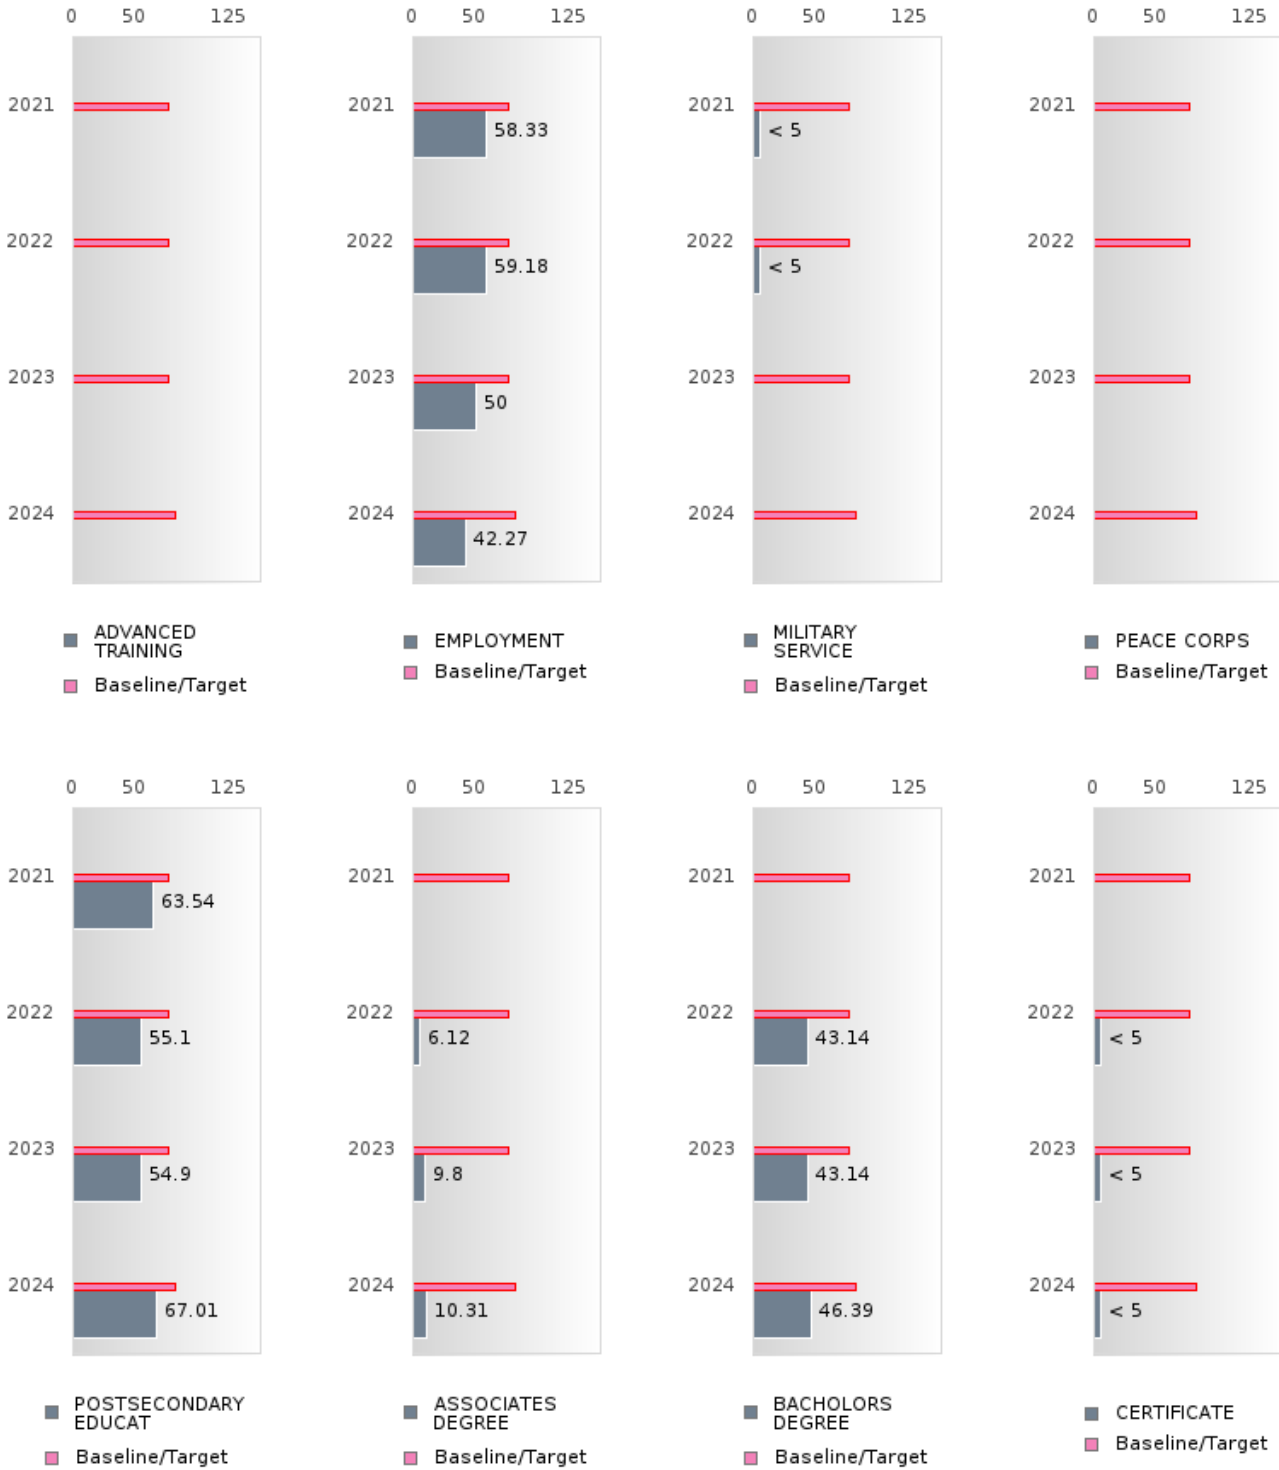 0 50 125
0 50 125
0 50 125
0 50 125
2021
2021
58.33
2021
< 5
2021
2022
2022
59.18
2022
< 5
2022
2023
2023
50
2023
2023
2024
2024
42.27
2024
2024
ADVANCED
TRAINING
Baseline/Target
EMPLOYMENT
Baseline/Target
MILITARY
SERVICE
Baseline/Target
PEACE CORPS
Baseline/Target
0 50 125
0 50 125
0 50 125
0 50 125
2021
63.54
2021
2021
2021
2022
55.1
2022
6.12
2022
43.14
2022
< 5
2023
54.9
2023
9.8
2023
43.14
2023
< 5
2024
67.01
2024
10.31
2024
46.39
2024
< 5
POSTSECONDARY
EDUCAT
Baseline/Target
ASSOCIATES
DEGREE
Baseline/Target
BACHOLORS
DEGREE
Baseline/Target
CERTIFICATE
Baseline/Target